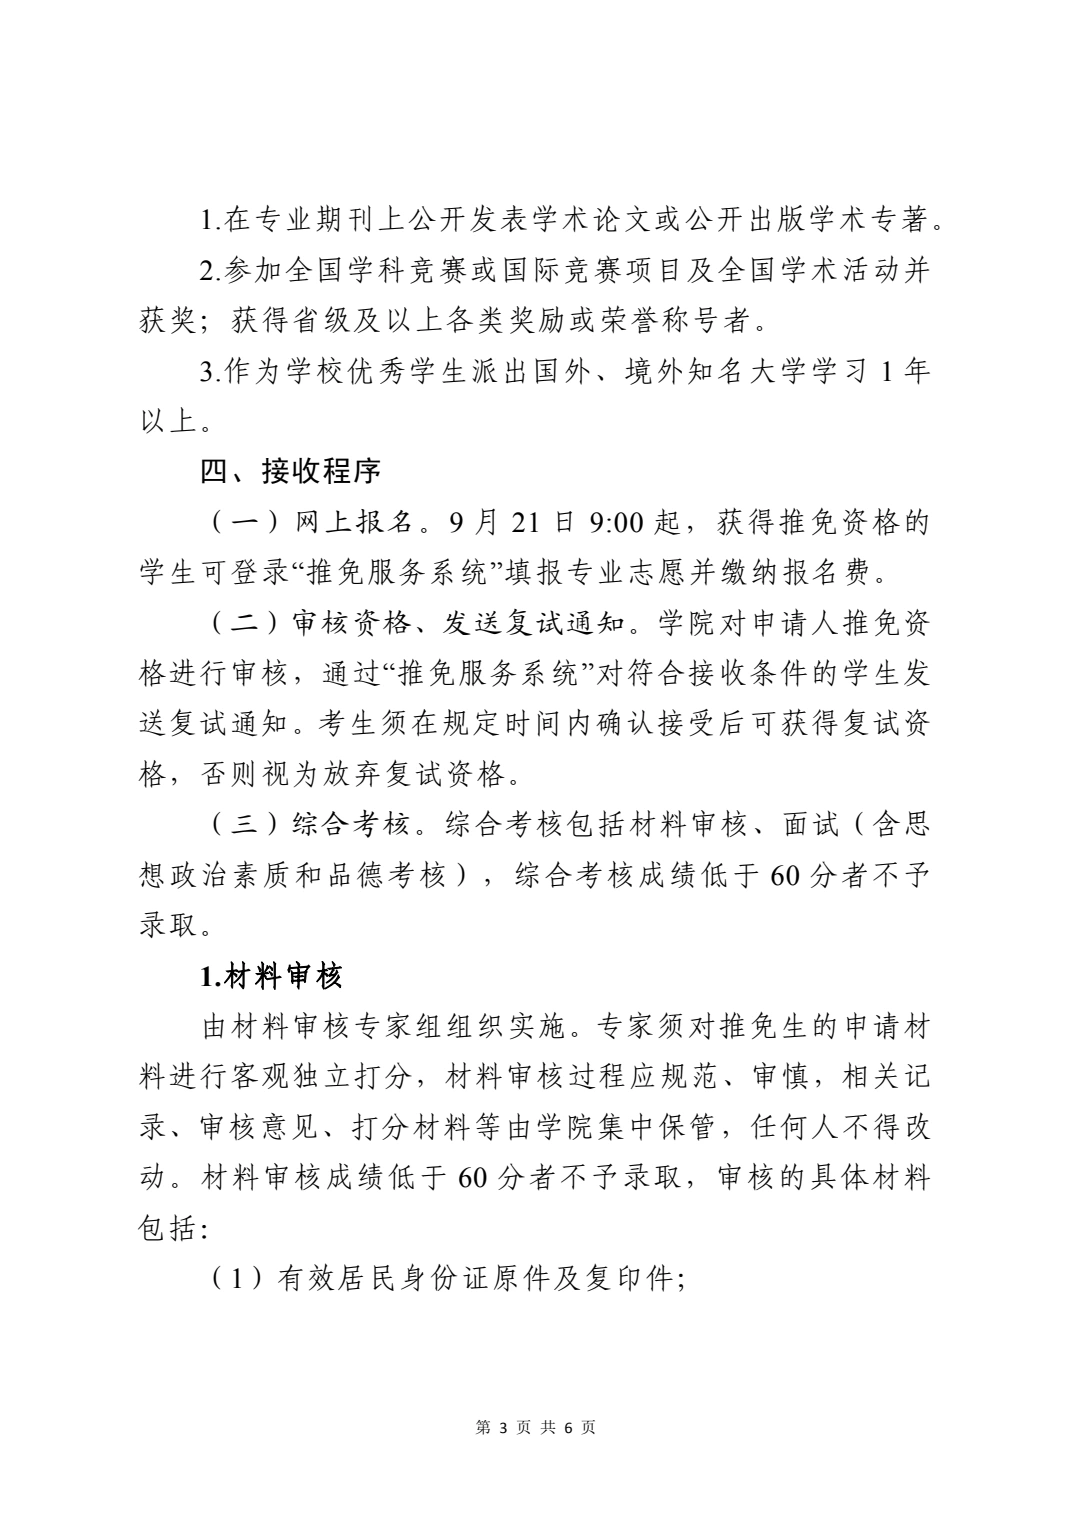 1.在专业期刊上公开发表学术论文或公开出版学术专著。
2.参加全国学科竞赛或国际竞赛项目及全国学术活动并
获奖；获得省级及以上各类奖励或荣誉称号者。
3.作为学校优秀学生派出国外、境外知名大学学习 1 年
以上。
四、接收程序
（一）网上报名。9 月 21 日 9:00 起，获得推免资格的
学生可登录“推免服务系统”填报专业志愿并缴纳报名费。
（二）审核资格、发送复试通知。学院对申请人推免资
格进行审核，通过“推免服务系统”对符合接收条件的学生发
送复试通知。考生须在规定时间内确认接受后可获得复试资
格，否则视为放弃复试资格。
（三）综合考核。综合考核包括材料审核、面试（含思
想政治素质和品德考核），综合考核成绩低于 60 分者不予
录取。
1.材料审核
由材料审核专家组组织实施。专家须对推免生的申请材
料进行客观独立打分，材料审核过程应规范、审慎，相关记
录、审核意见、打分材料等由学院集中保管，任何人不得改
动。材料审核成绩低于 60 分者不予录取，审核的具体材料
包括：
（1）有效居民身份证原件及复印件；
第 3 页 共 6 页